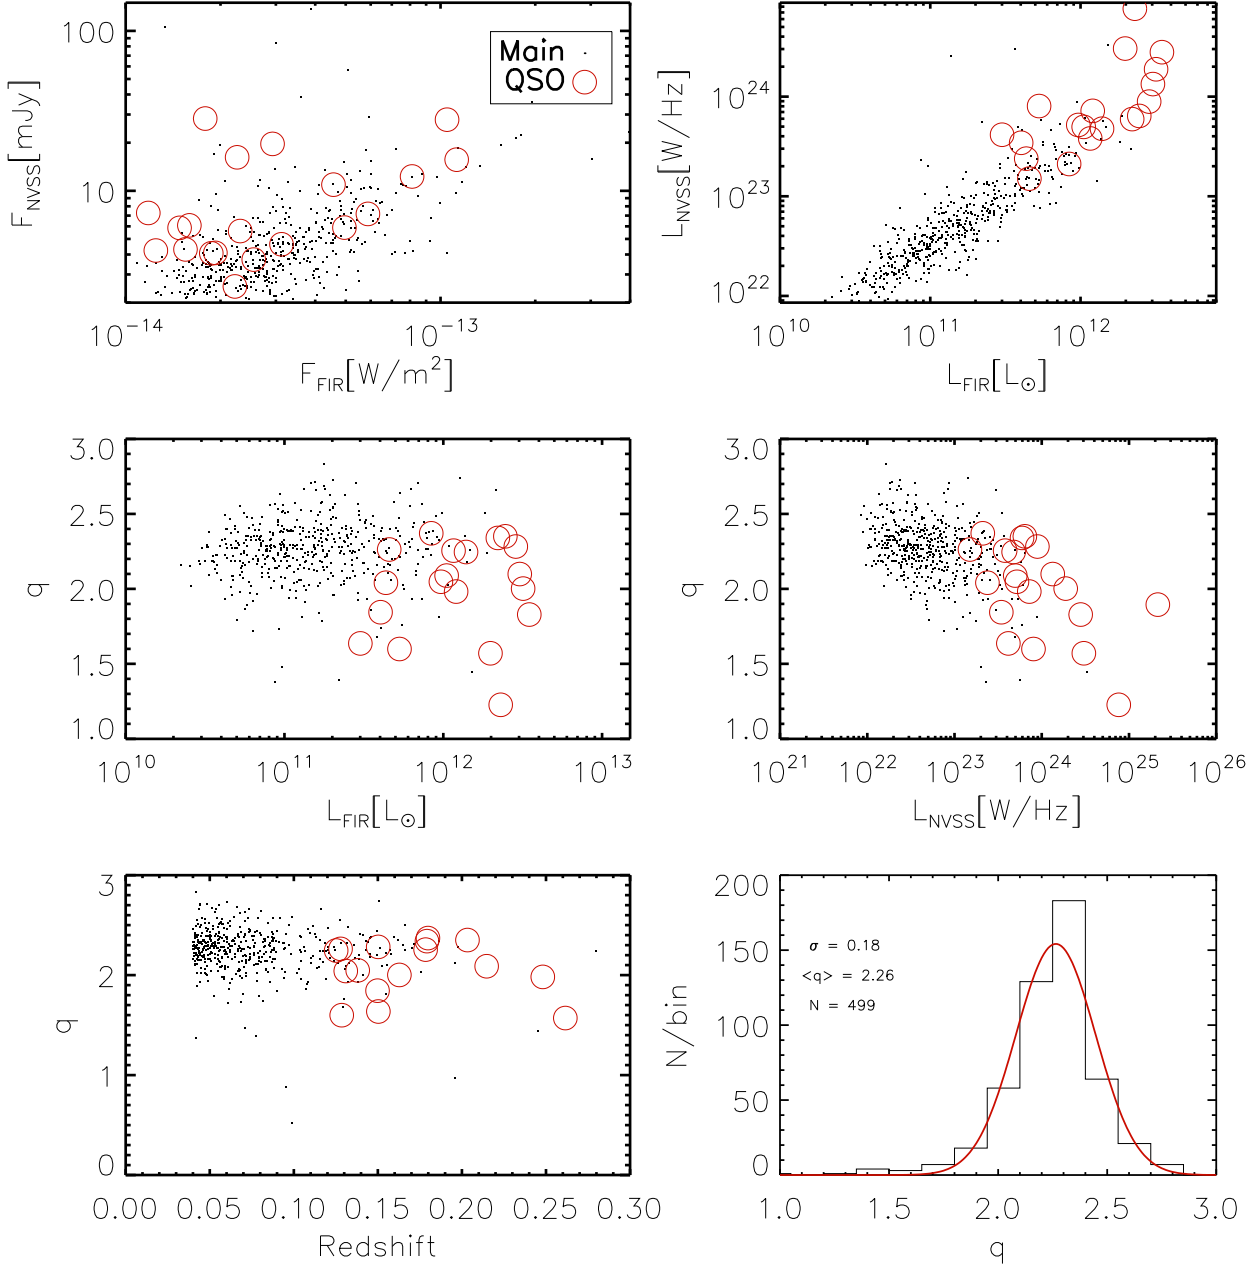 100
10
F_NVSS[mJy]
Main
QSO
10^-14 10^-13
F_FIR[W/m^2]
10^24
10^23
10^22
L_NVSS[W/Hz]
10^10 10^11 10^12
L_FIR[L_⊙]
3.0
2.5
2.0
1.5
1.0
q
10^10 10^11 10^12 10^13
L_FIR[L_⊙]
3.0
2.5
2.0
1.5
1.0
q
10^21 10^22 10^23 10^24 10^25 10^26
L_NVSS[W/Hz]
3
2
1
0
q
0.00 0.05 0.10 0.15 0.20 0.25 0.30
Redshift
200
150
100
50
0
N/bin
σ = 0.18
<q> = 2.26
N = 499
1.0 1.5 2.0 2.5 3.0
q